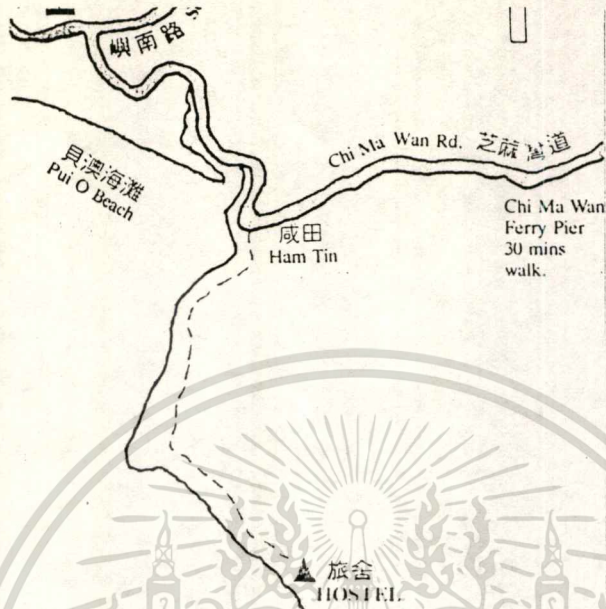 嶼南路 S
Chi Ma Wan Rd. 芝蔴灣道
貝澳海灘
Pui O Beach
Chi Ma Wan
Ferry Pier
30 mins
walk.
咸田
Ham Tin
旅舍
HOSTEL